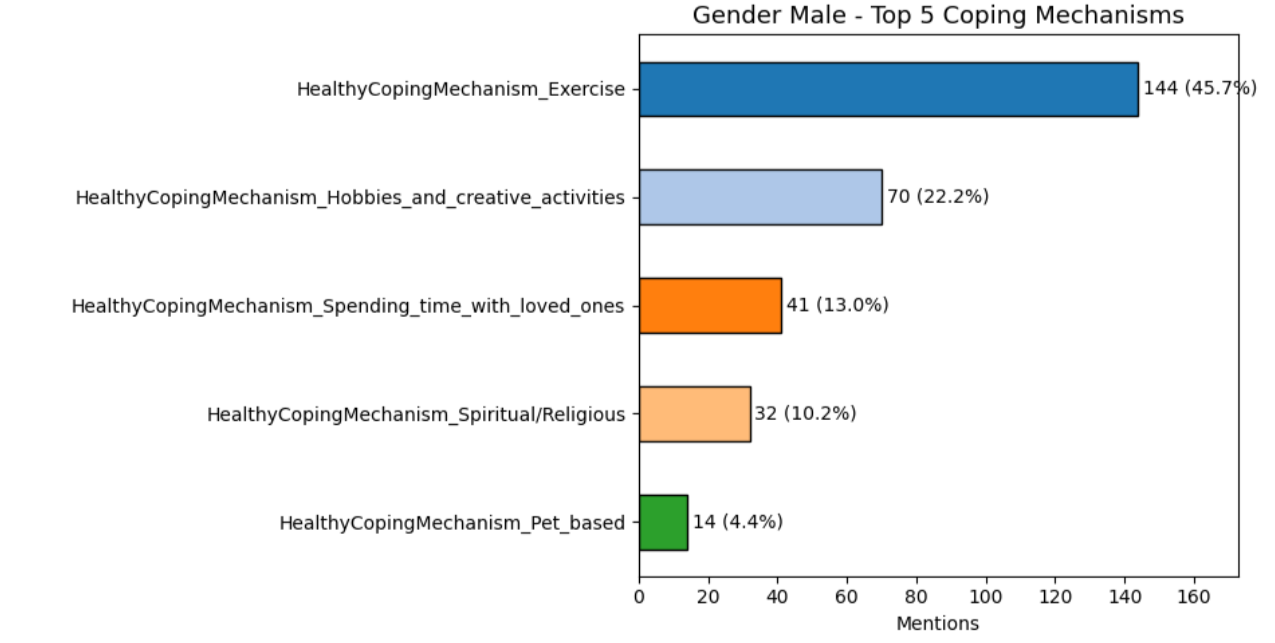 Gender Male - Top 5 Coping Mechanisms
HealthyCopingMechanism_Exercise 144 (45.7%)
HealthyCopingMechanism_Hobbies_and_creative_activities 70 (22.2%)
HealthyCopingMechanism_Spending_time_with_loved_ones 41 (13.0%)
HealthyCopingMechanism_Spiritual/Religious 32 (10.2%)
HealthyCopingMechanism_Pet_based 14 (4.4%)
0 20 40 60 80 100 120 140 160
Mentions